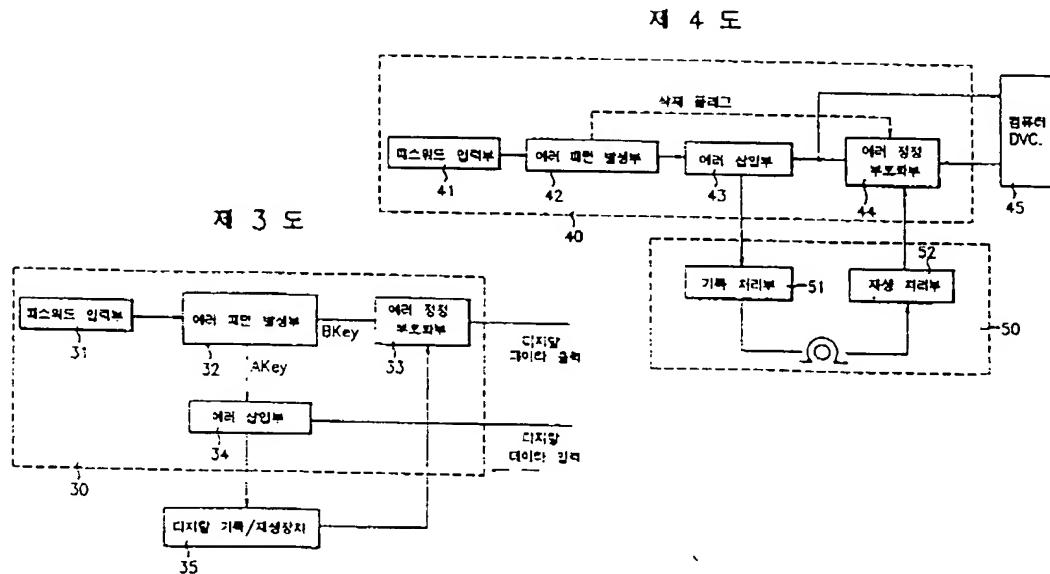 제 4 도
삭제 플래그
컴퓨터
DVC.
패스워드 입력부
에러 패턴 발생부
에러 삽입부
에러 정정
부호화부
41
42
43
44
45
40
제 3 도
기록 처리부
51
재생 처리부
52
50
패스워드 입력부
에러 패턴 발생부
BKey
에러 정정
부호화부
디지탈
데이타 출력
31
32
AKey
33
에러 삽입부
34
디지탈
데이타 입력
30
디지탈 기록/재생장치
35